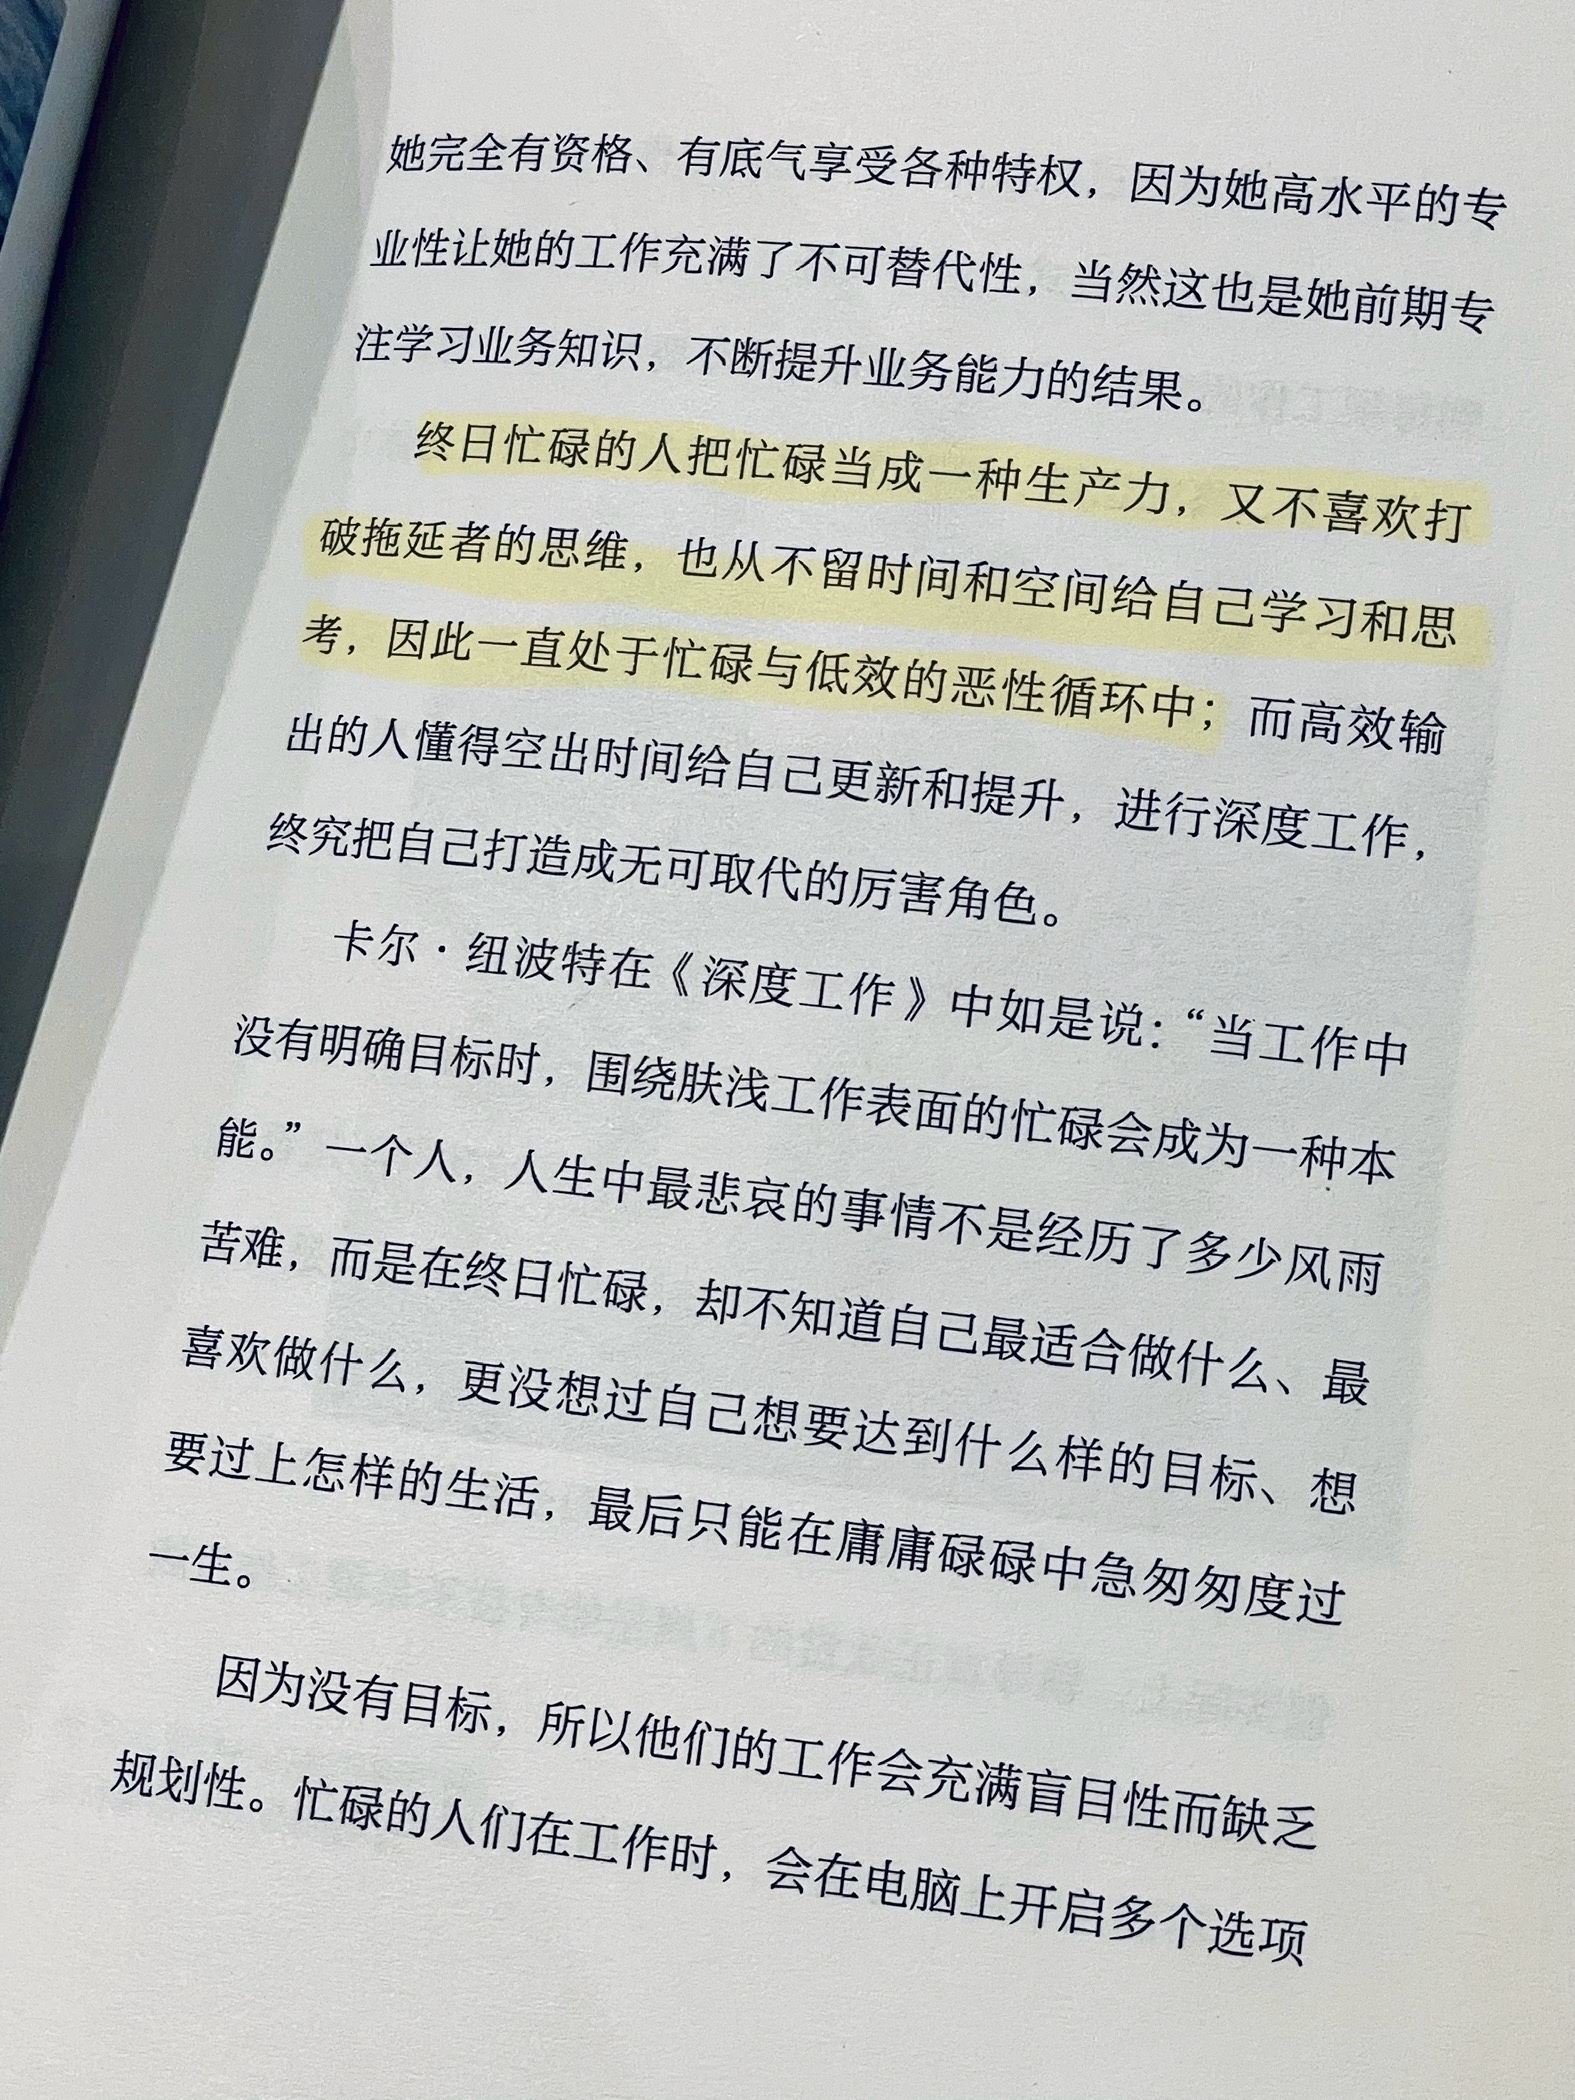 她完全有资格、有底气享受各种特权，因为她高水平的专
业性让她的工作充满了不可替代性，当然这也是她前期专
注学习业务知识，不断提升业务能力的结果。
终日忙碌的人把忙碌当成一种生产力，又不喜欢打
破拖延者的思维，也从不留时间和空间给自己学习和思
考，因此一直处于忙碌与低效的恶性循环中；而高效输
出的人懂得空出时间给自己更新和提升，进行深度工作，
终究把自己打造成无可取代的厉害角色。
卡尔·纽波特在《深度工作》中如是说：“当工作中
没有明确目标时，围绕肤浅工作表面的忙碌会成为一种本
能。”一个人，人生中最悲哀的事情不是经历了多少风雨
苦难，而是在终日忙碌，却不知道自己最适合做什么、最
喜欢做什么，更没想过自己想要达到什么样的目标、想
要过上怎样的生活，最后只能在庸庸碌碌中急匆匆度过
一生。
因为没有目标，所以他们的工作会充满盲目性而缺乏
规划性。忙碌的人们在工作时，会在电脑上开启多个选项